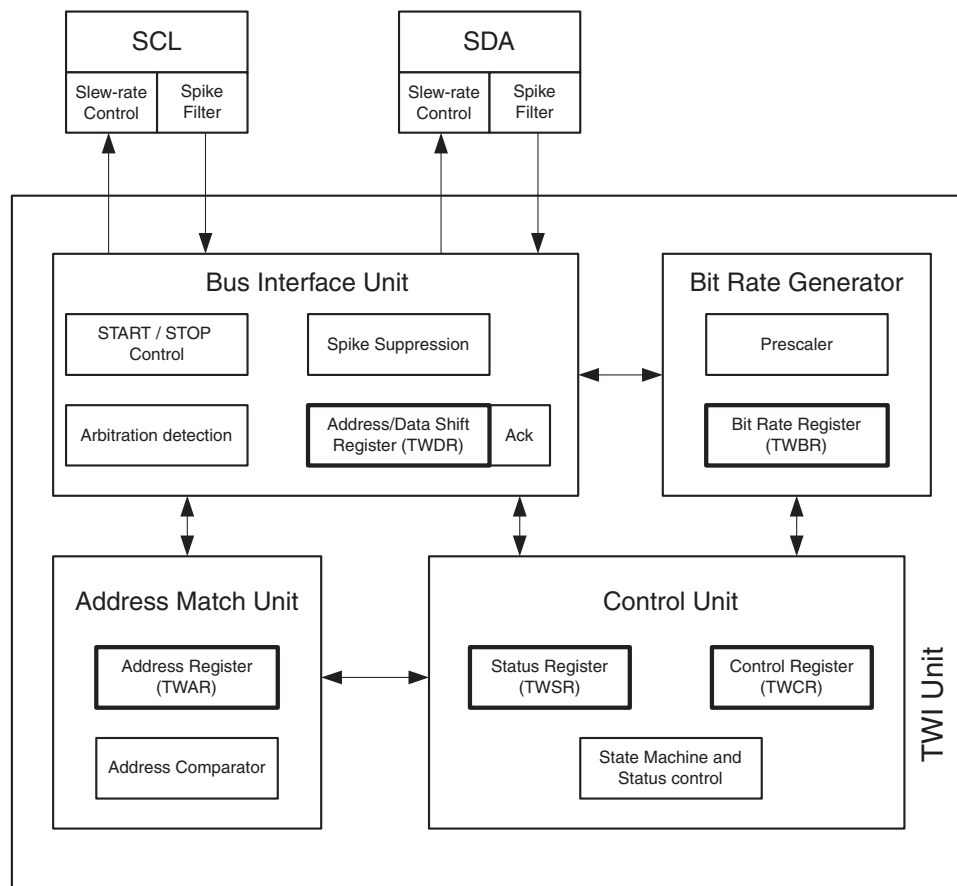 SCL
SDA
Slew-rate
Control
Spike
Filter
Slew-rate
Control
Spike
Filter
Bus Interface Unit
START / STOP
Control
Spike Suppression
Arbitration detection
Address/Data Shift
Register (TWDR)
Ack
Bit Rate Generator
Prescaler
Bit Rate Register
(TWBR)
Address Match Unit
Address Register
(TWAR)
Address Comparator
Control Unit
Status Register
(TWSR)
Control Register
(TWCR)
State Machine and
Status control
TWI Unit